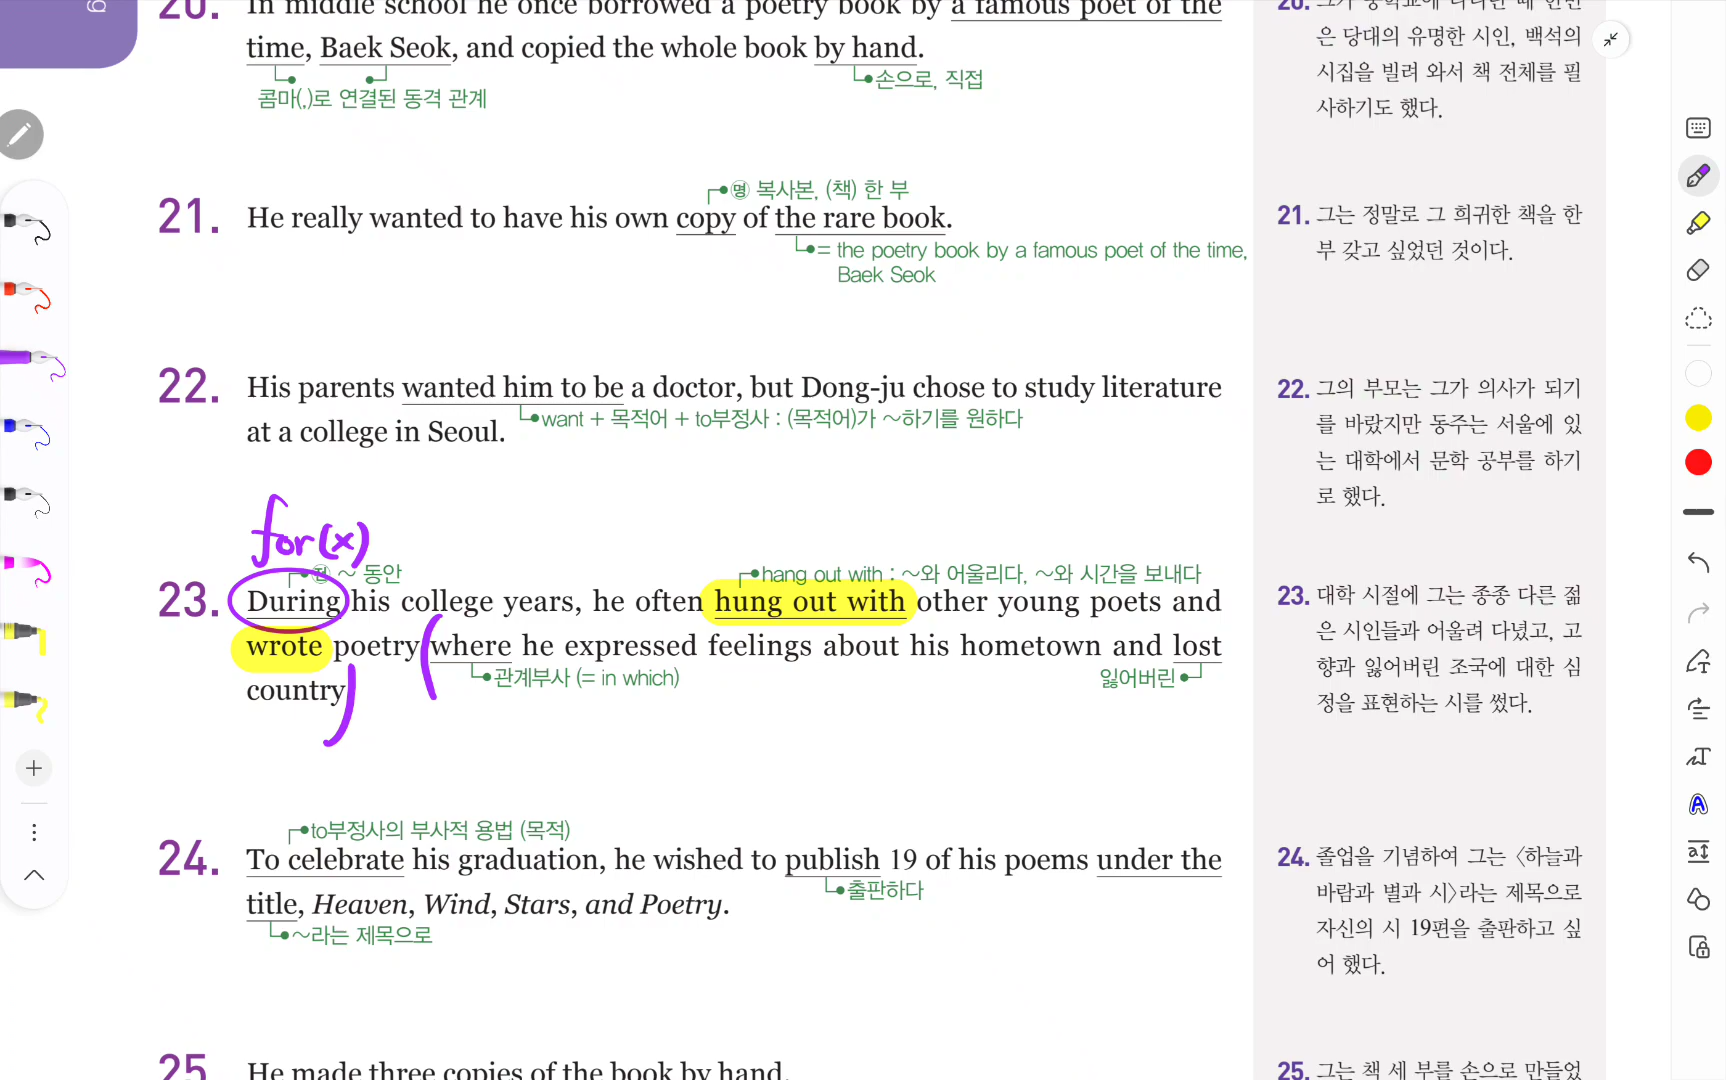 20. In middle school he once borrowed a poetry book by a famous poet of the
time, Baek Seok, and copied the whole book by hand.
콤마(,)로 연결된 동격 관계
손으로, 직접
명 복사본, (책) 한 부
21. He really wanted to have his own copy of the rare book.
= the poetry book by a famous poet of the time,
Baek Seok
22. His parents wanted him to be a doctor, but Dong-ju chose to study literature
want + 목적어 + to부정사 : (목적어)가 ~하기를 원하다
at a college in Seoul.
for(x)
전 ~ 동안
hang out with : ~와 어울리다, ~와 시간을 보내다
23. During his college years, he often hung out with other young poets and
wrote poetry (where he expressed feelings about his hometown and lost
관계부사 (= in which)
잃어버린
country)
to부정사의 부사적 용법 (목적)
24. To celebrate his graduation, he wished to publish 19 of his poems under the
출판하다
title, Heaven, Wind, Stars, and Poetry.
~라는 제목으로
25. He made three copies of the book by hand.
20. 그가 중학교에 다니던 때 한번
은 당대의 유명한 시인, 백석의
시집을 빌려 와서 책 전체를 필
사하기도 했다.
21. 그는 정말로 그 희귀한 책을 한
부 갖고 싶었던 것이다.
22. 그의 부모는 그가 의사가 되기
를 바랐지만 동주는 서울에 있
는 대학에서 문학 공부를 하기
로 했다.
23. 대학 시절에 그는 종종 다른 젊
은 시인들과 어울려 다녔고, 고
향과 잃어버린 조국에 대한 심
정을 표현하는 시를 썼다.
24. 졸업을 기념하여 그는 〈하늘과
바람과 별과 시〉라는 제목으로
자신의 시 19편을 출판하고 싶
어 했다.
25. 그는 책 세 부를 손으로 만들었